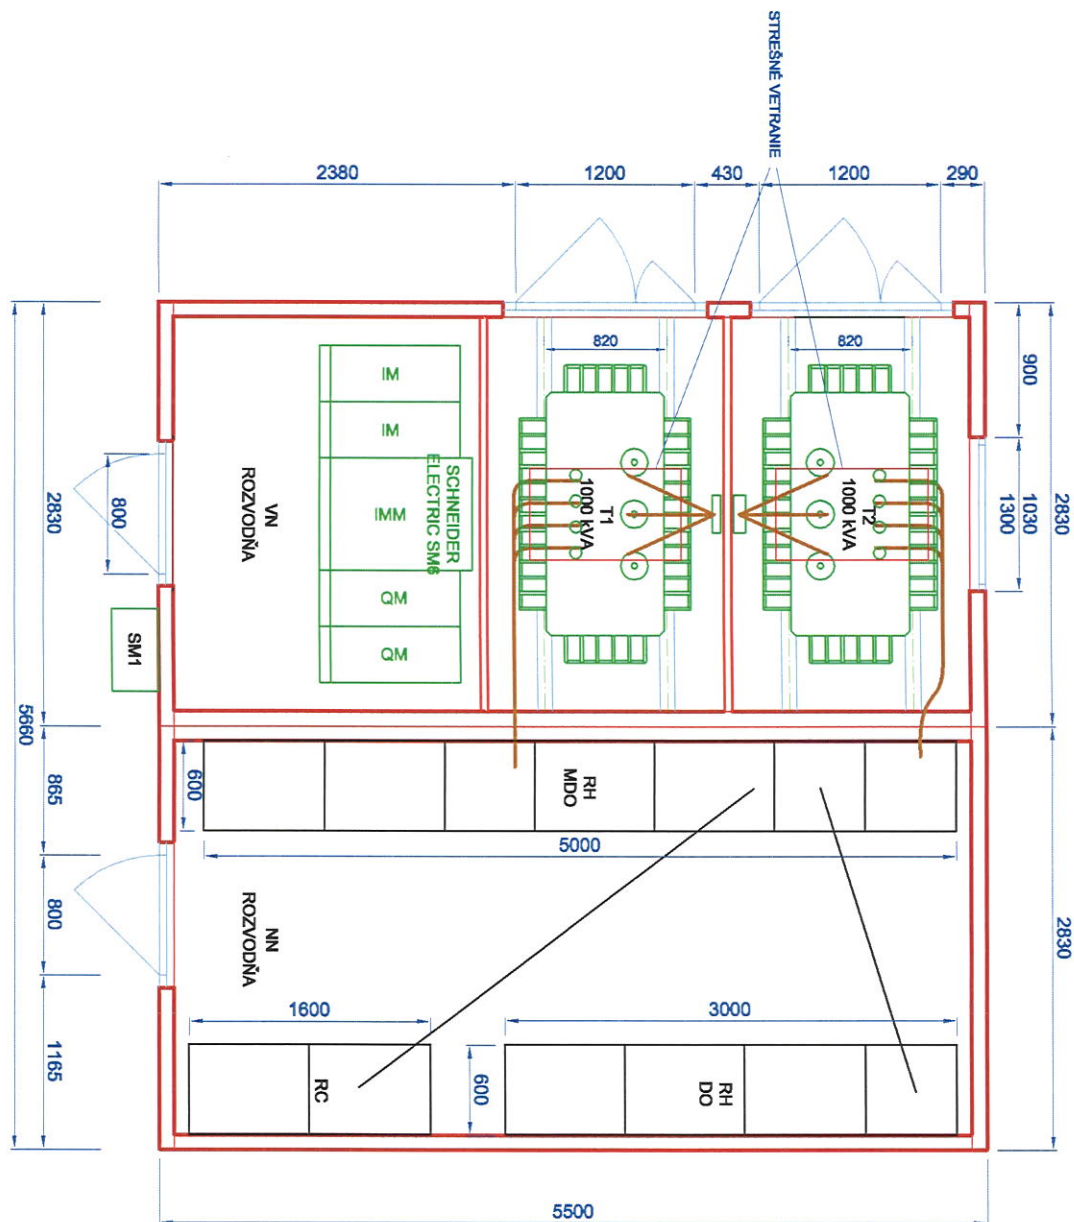 STREŠNÉ VETRANIE
2380
1200
430
1200
290
820
820
900
2830
1030
1300
IM
IM
IMM
QM
QM
SCHNEIDER
ELECTRIC SM6
VN
ROZVODŇA
T1
1000 kVA
T2
1000 kVA
800
2830
SM1
5660
865
800
1165
600
RH
MDO
5000
2830
NN
ROZVODŇA
1600
3000
RC
600
RH
DO
5500